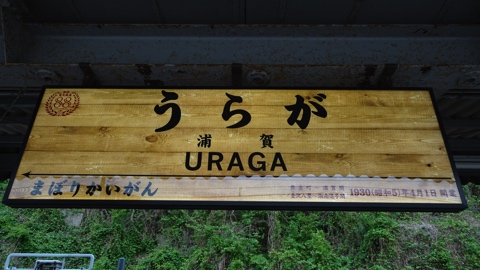 うらが
浦賀
URAGA
まぼりかいがん
1930(昭和5)年4月1日 開業